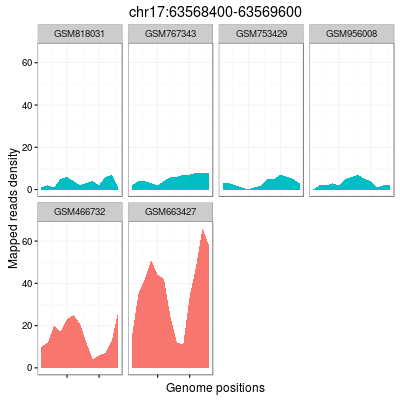 chr17:63568400-63569600
GSM818031 GSM767343 GSM753429 GSM956008
60
40
20
0
GSM466732 GSM663427
60
40
20
0
Mapped reads density
Genome positions